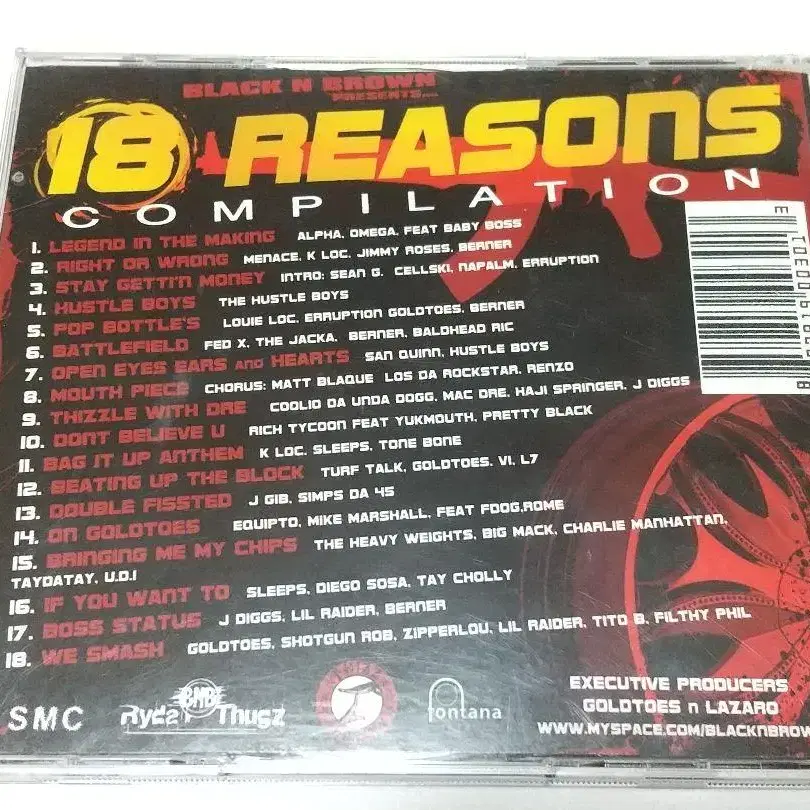 BLACK N BROWN
PRESENTS....
18 REASONS
COMPILATION
1. LEGEND IN THE MAKING ALPHA, OMEGA, FEAT BABY BOSS
2. RIGHT OR WRONG MENACE, K LOC, JIMMY ROSES, BERNER
3. STAY GETTI'N MONEY INTRO: SEAN G. CELLSKI, NAPALM, ERRUPTION
4. HUSTLE BOYS THE HUSTLE BOYS
5. POP BOTTLE'S LOUIE LOC, ERRUPTION GOLDTOES, BERNER
6. BATTLEFIELD FED X, THE JACKA, BERNER, BALDHEAD RIC
7. OPEN EYES EARS AND HEARTS SAN QUINN, HUSTLE BOYS
8. MOUTH PIECE CHORUS: MATT BLAQUE LOS DA ROCKSTAR, RENZO
9. THIZZLE WITH DRE COOLIO DA UNDA DOGG, MAC DRE, HAJI SPRINGER, J DIGGS
10. DONT BELIEVE U RICH TYCOON FEAT YUKMOUTH, PRETTY BLACK
11. BAG IT UP ANTHEM K LOC, SLEEPS, TONE BONE
12. BEATING UP THE BLOCK TURF TALK, GOLDTOES, VI, L7
13. DOUBLE FISSTED J GIB, SIMPS DA 45
14. ON GOLDTOES EQUIPTO, MIKE MARSHALL, FEAT FDOG,ROME
15. BRINGING ME MY CHIPS THE HEAVY WEIGHTS, BIG MACK, CHARLIE MANHATTAN,
TAYDATAY, U.D.I
16. IF YOU WANT TO SLEEPS, DIEGO SOSA, TAY CHOLLY
17. BOSS STATUS J DIGGS, LIL RAIDER, BERNER
18. WE SMASH GOLDTOES, SHOTGUN ROB, ZIPPERLOU, LIL RAIDER, TITO B, FILTHY PHIL
SMC
BNB
Ryda Thugz
fontana
EXECUTIVE PRODUCERS
GOLDTOES n LAZARO
WWW.MYSPACE.COM/BLACKNBROW